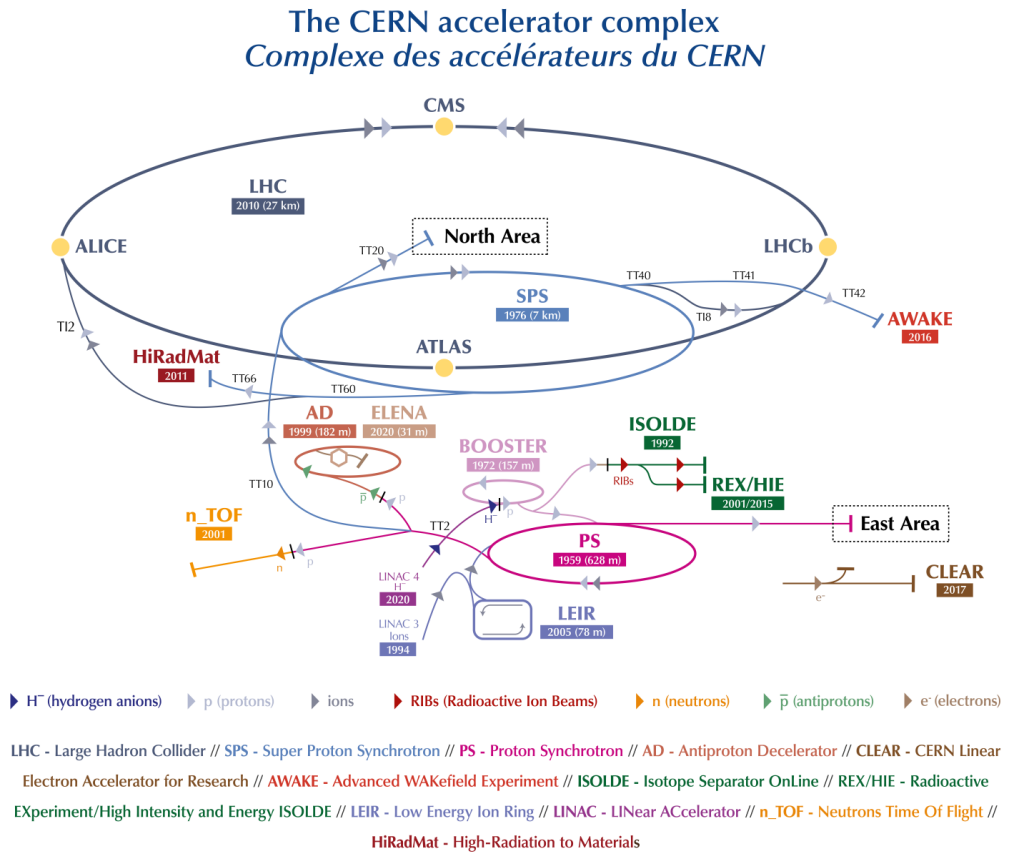 The CERN accelerator complex
Complexe des accélérateurs du CERN
CMS
LHC
2010 (27 km)
ALICE
LHCb
TT20
North Area
SPS
1976 (7 km)
TT40
TT41
TT42
TI8
AWAKE
2016
TI2
ATLAS
HiRadMat
2011
TT66
TT60
AD
1999 (182 m)
ELENA
2020 (31 m)
TT10
p̅
p
BOOSTER
1972 (157 m)
H⁻
p
TT2
ISOLDE
1992
RIBs
REX/HIE
2001/2015
East Area
n_TOF
2001
n
p
PS
1959 (628 m)
LINAC 4
H⁻
2020
LINAC 3
Ions
1994
LEIR
2005 (78 m)
CLEAR
2017
e⁻
H⁻ (hydrogen anions)
p (protons)
ions
RIBs (Radioactive Ion Beams)
n (neutrons)
p̅ (antiprotons)
e⁻ (electrons)
LHC - Large Hadron Collider // SPS - Super Proton Synchrotron // PS - Proton Synchrotron // AD - Antiproton Decelerator // CLEAR - CERN Linear
Electron Accelerator for Research // AWAKE - Advanced WAKefield Experiment // ISOLDE - Isotope Separator OnLine // REX/HIE - Radioactive
EXperiment/High Intensity and Energy ISOLDE // LEIR - Low Energy Ion Ring // LINAC - LINear ACcelerator // n_TOF - Neutrons Time Of Flight //
HiRadMat - High-Radiation to Materials